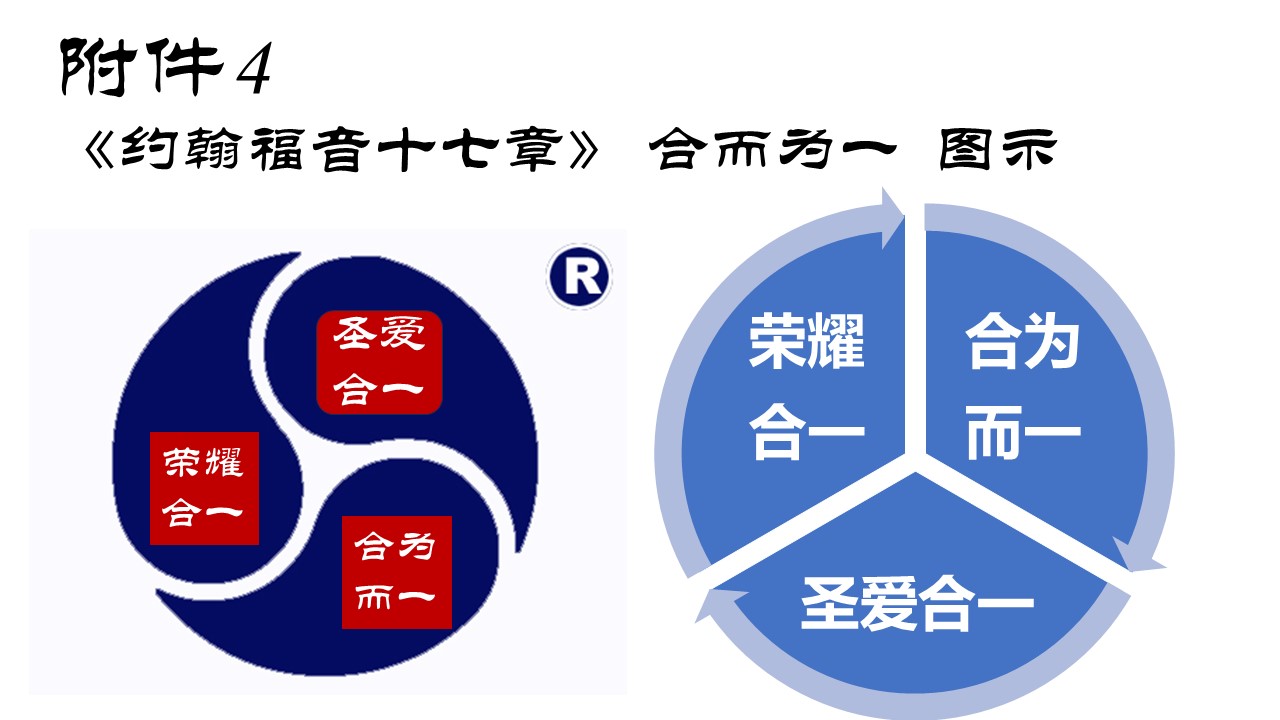 附件4
《约翰福音十七章》 合而为一 图示
®
圣爱
合一
荣耀
合一
合为
而一
荣耀
合一
合为
而一
圣爱合一